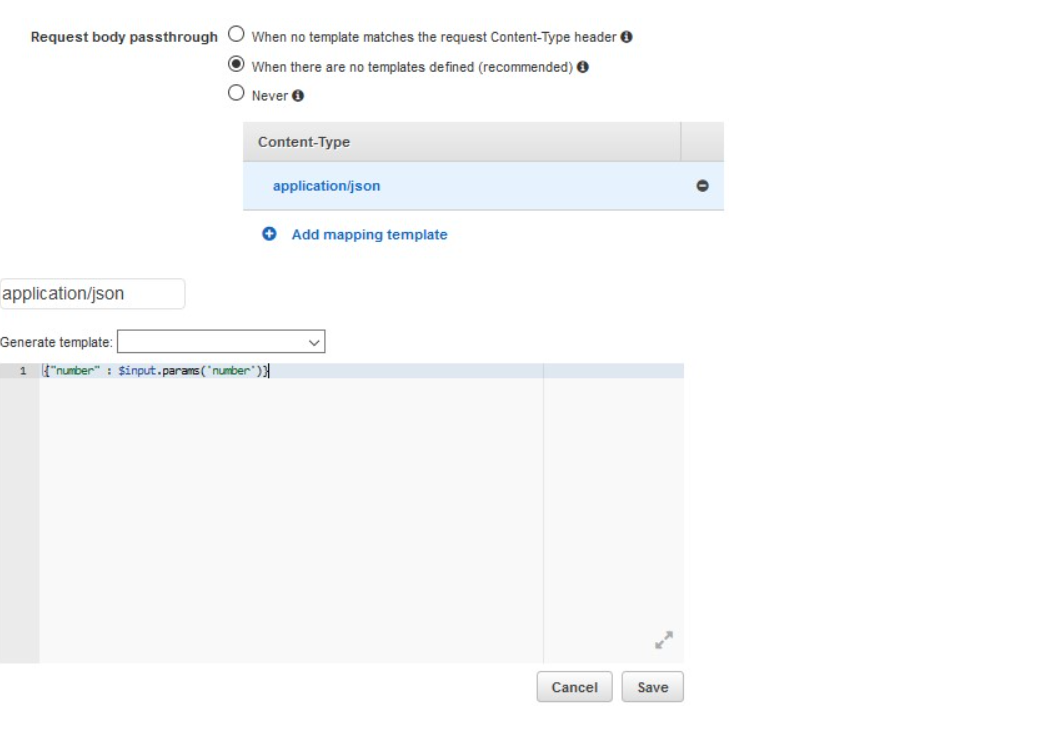 Request body passthrough
When no template matches the request Content-Type header
When there are no templates defined (recommended)
Never
Content-Type
application/json
Add mapping template
application/json
Generate template:
1 {"number" : $input.params('number')}
Cancel Save